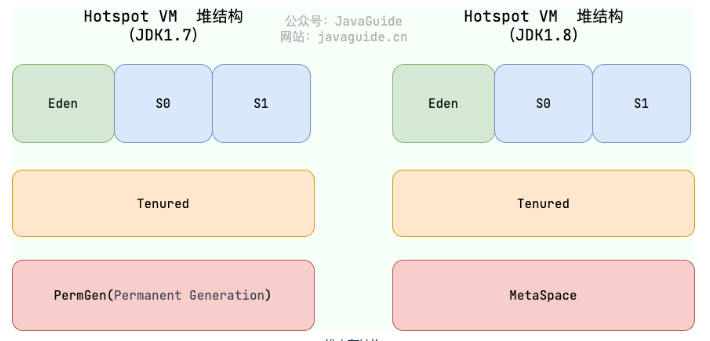 Hotspot VM 堆结构
(JDK1.7)
公众号: JavaGuide
网站: javaguide.cn
Hotspot VM 堆结构
(JDK1.8)
Eden
S0
S1
Eden
S0
S1
Tenured
Tenured
PermGen(Permanent Generation)
MetaSpace